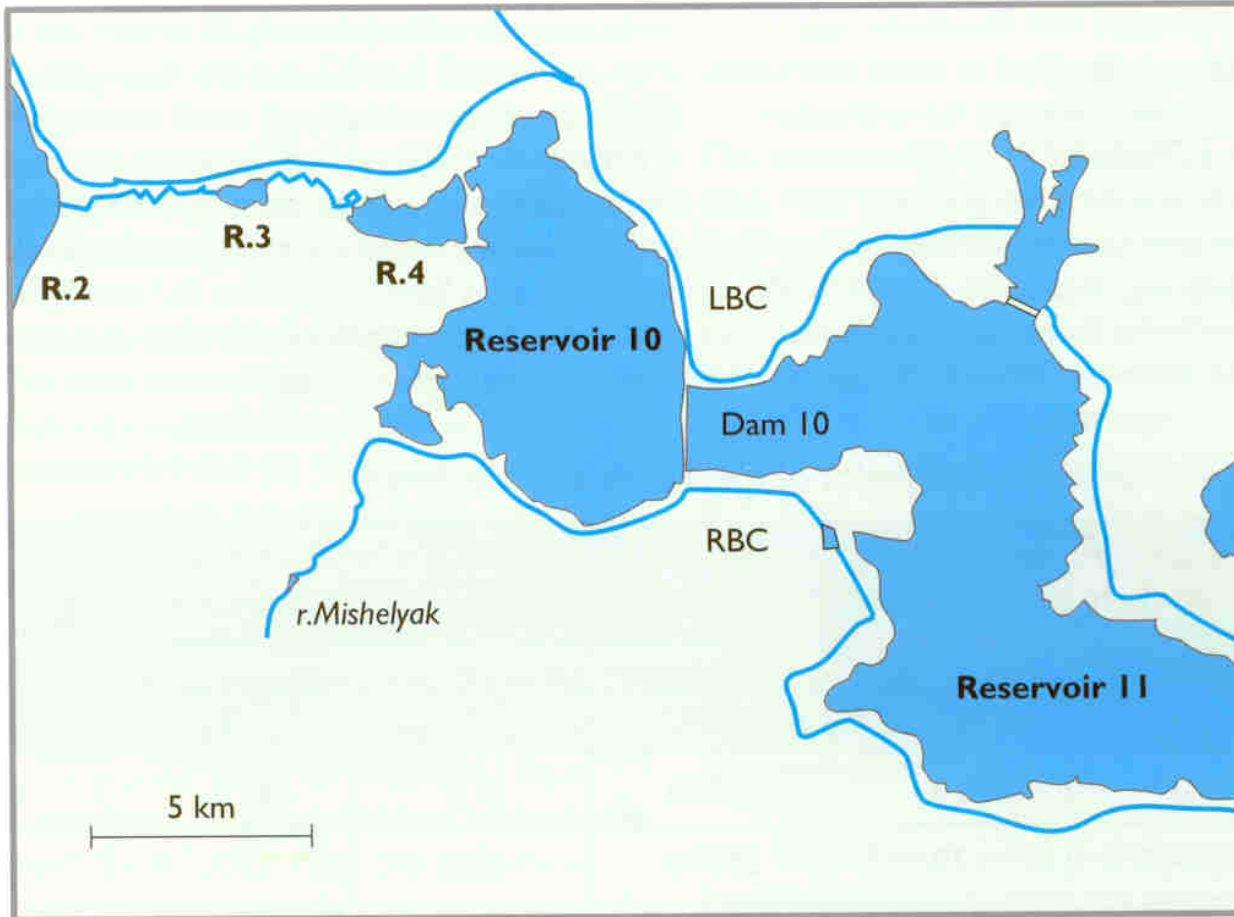 R.3
R.4
R.2
LBC
Reservoir 10
Dam 10
RBC
r.Mishelyak
Reservoir 11
5 km